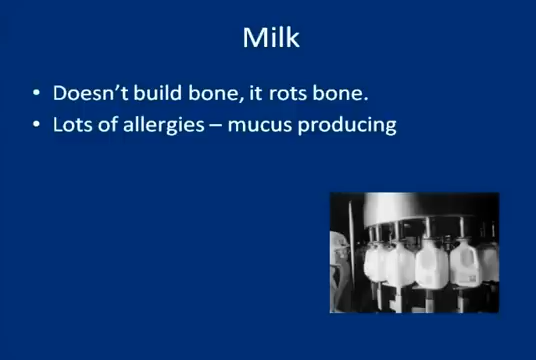 Milk
• Doesn't build bone, it rots bone.
• Lots of allergies – mucus producing